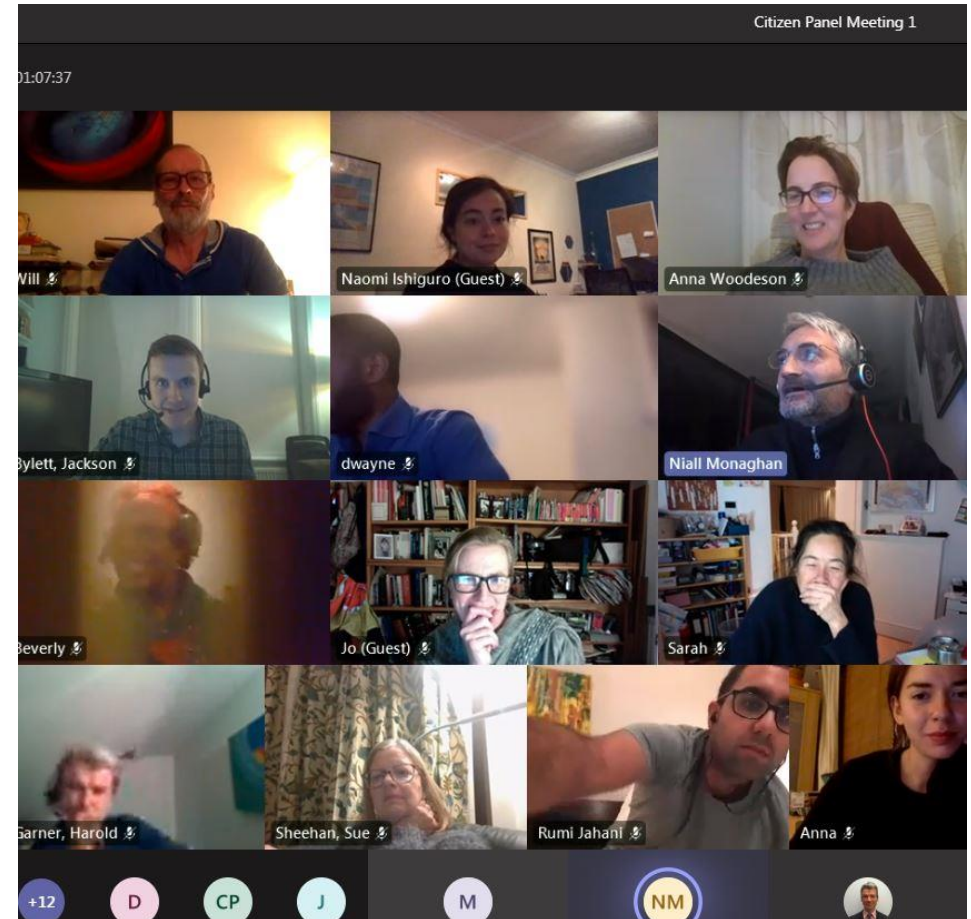 Citizen Panel Meeting 1
01:07:37
Will
Naomi Ishiguro (Guest)
Anna Woodeson
Bylett, Jackson
dwayne
Niall Monaghan
Beverly
Jo (Guest)
Sarah
Garner, Harold
Sheehan, Sue
Rumi Jahani
Anna
+12
D
CP
J
M
NM